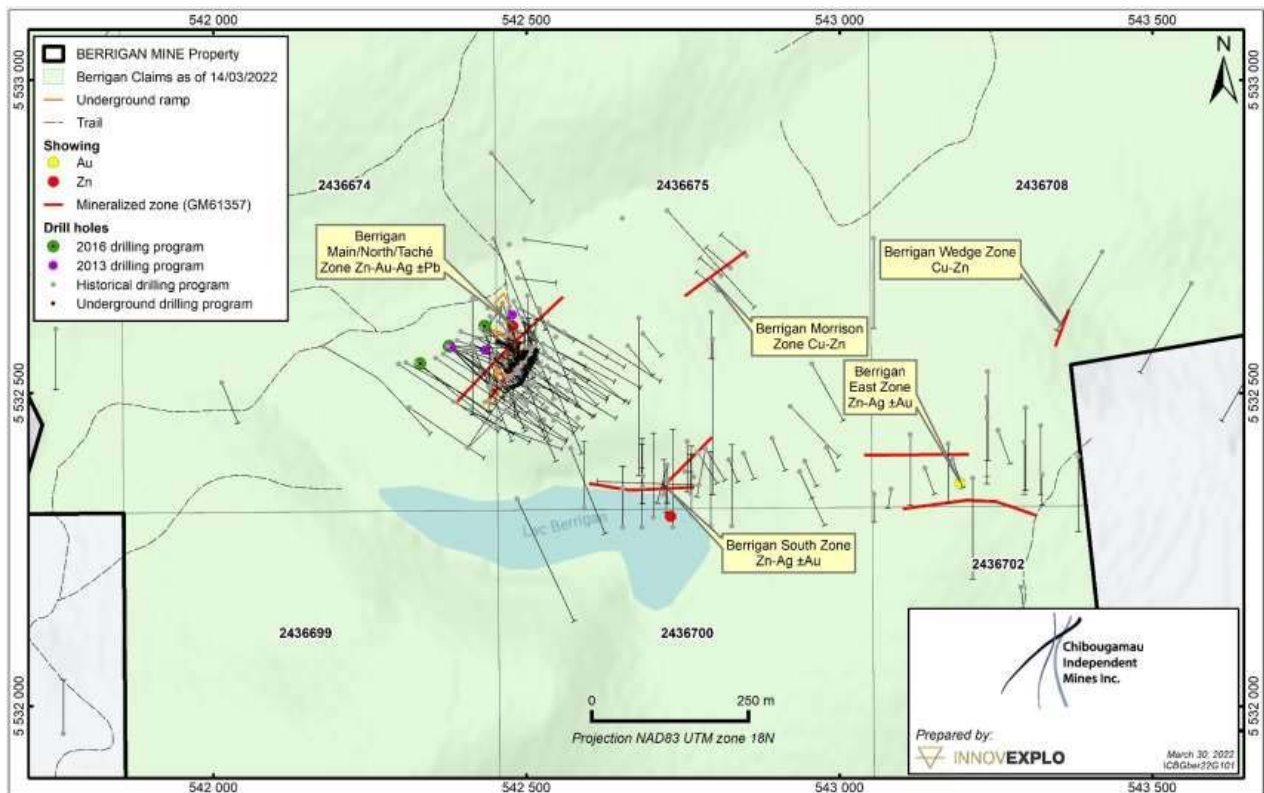 542 000
542 500
543 000
543 500
5 533 000
5 532 500
5 532 000
BERRIGAN MINE Property
Berrigan Claims as of 14/03/2022
Underground ramp
Trail
Showing
Au
Zn
Mineralized zone (GM61357)
Drill holes
2016 drilling program
2013 drilling program
Historical drilling program
Underground drilling program
N
5 533 000
5 532 500
5 532 000
2436674
2436675
2436708
Berrigan
Main/North/Taché
Zone Zn-Au-Ag ±Pb
Berrigan Wedge Zone
Cu-Zn
Berrigan Morrison
Zone Cu-Zn
Berrigan
East Zone
Zn-Ag ±Au
Lac Berrigan
Berrigan South Zone
Zn-Ag ±Au
2436702
2436699
2436700
0
250 m
Projection NAD83 UTM zone 18N
Chibougamau
Independent
Mines Inc.
Prepared by:
INNOVEXPLO
March 30, 2022
ICBGber22G101
542 000
542 500
543 000
543 500